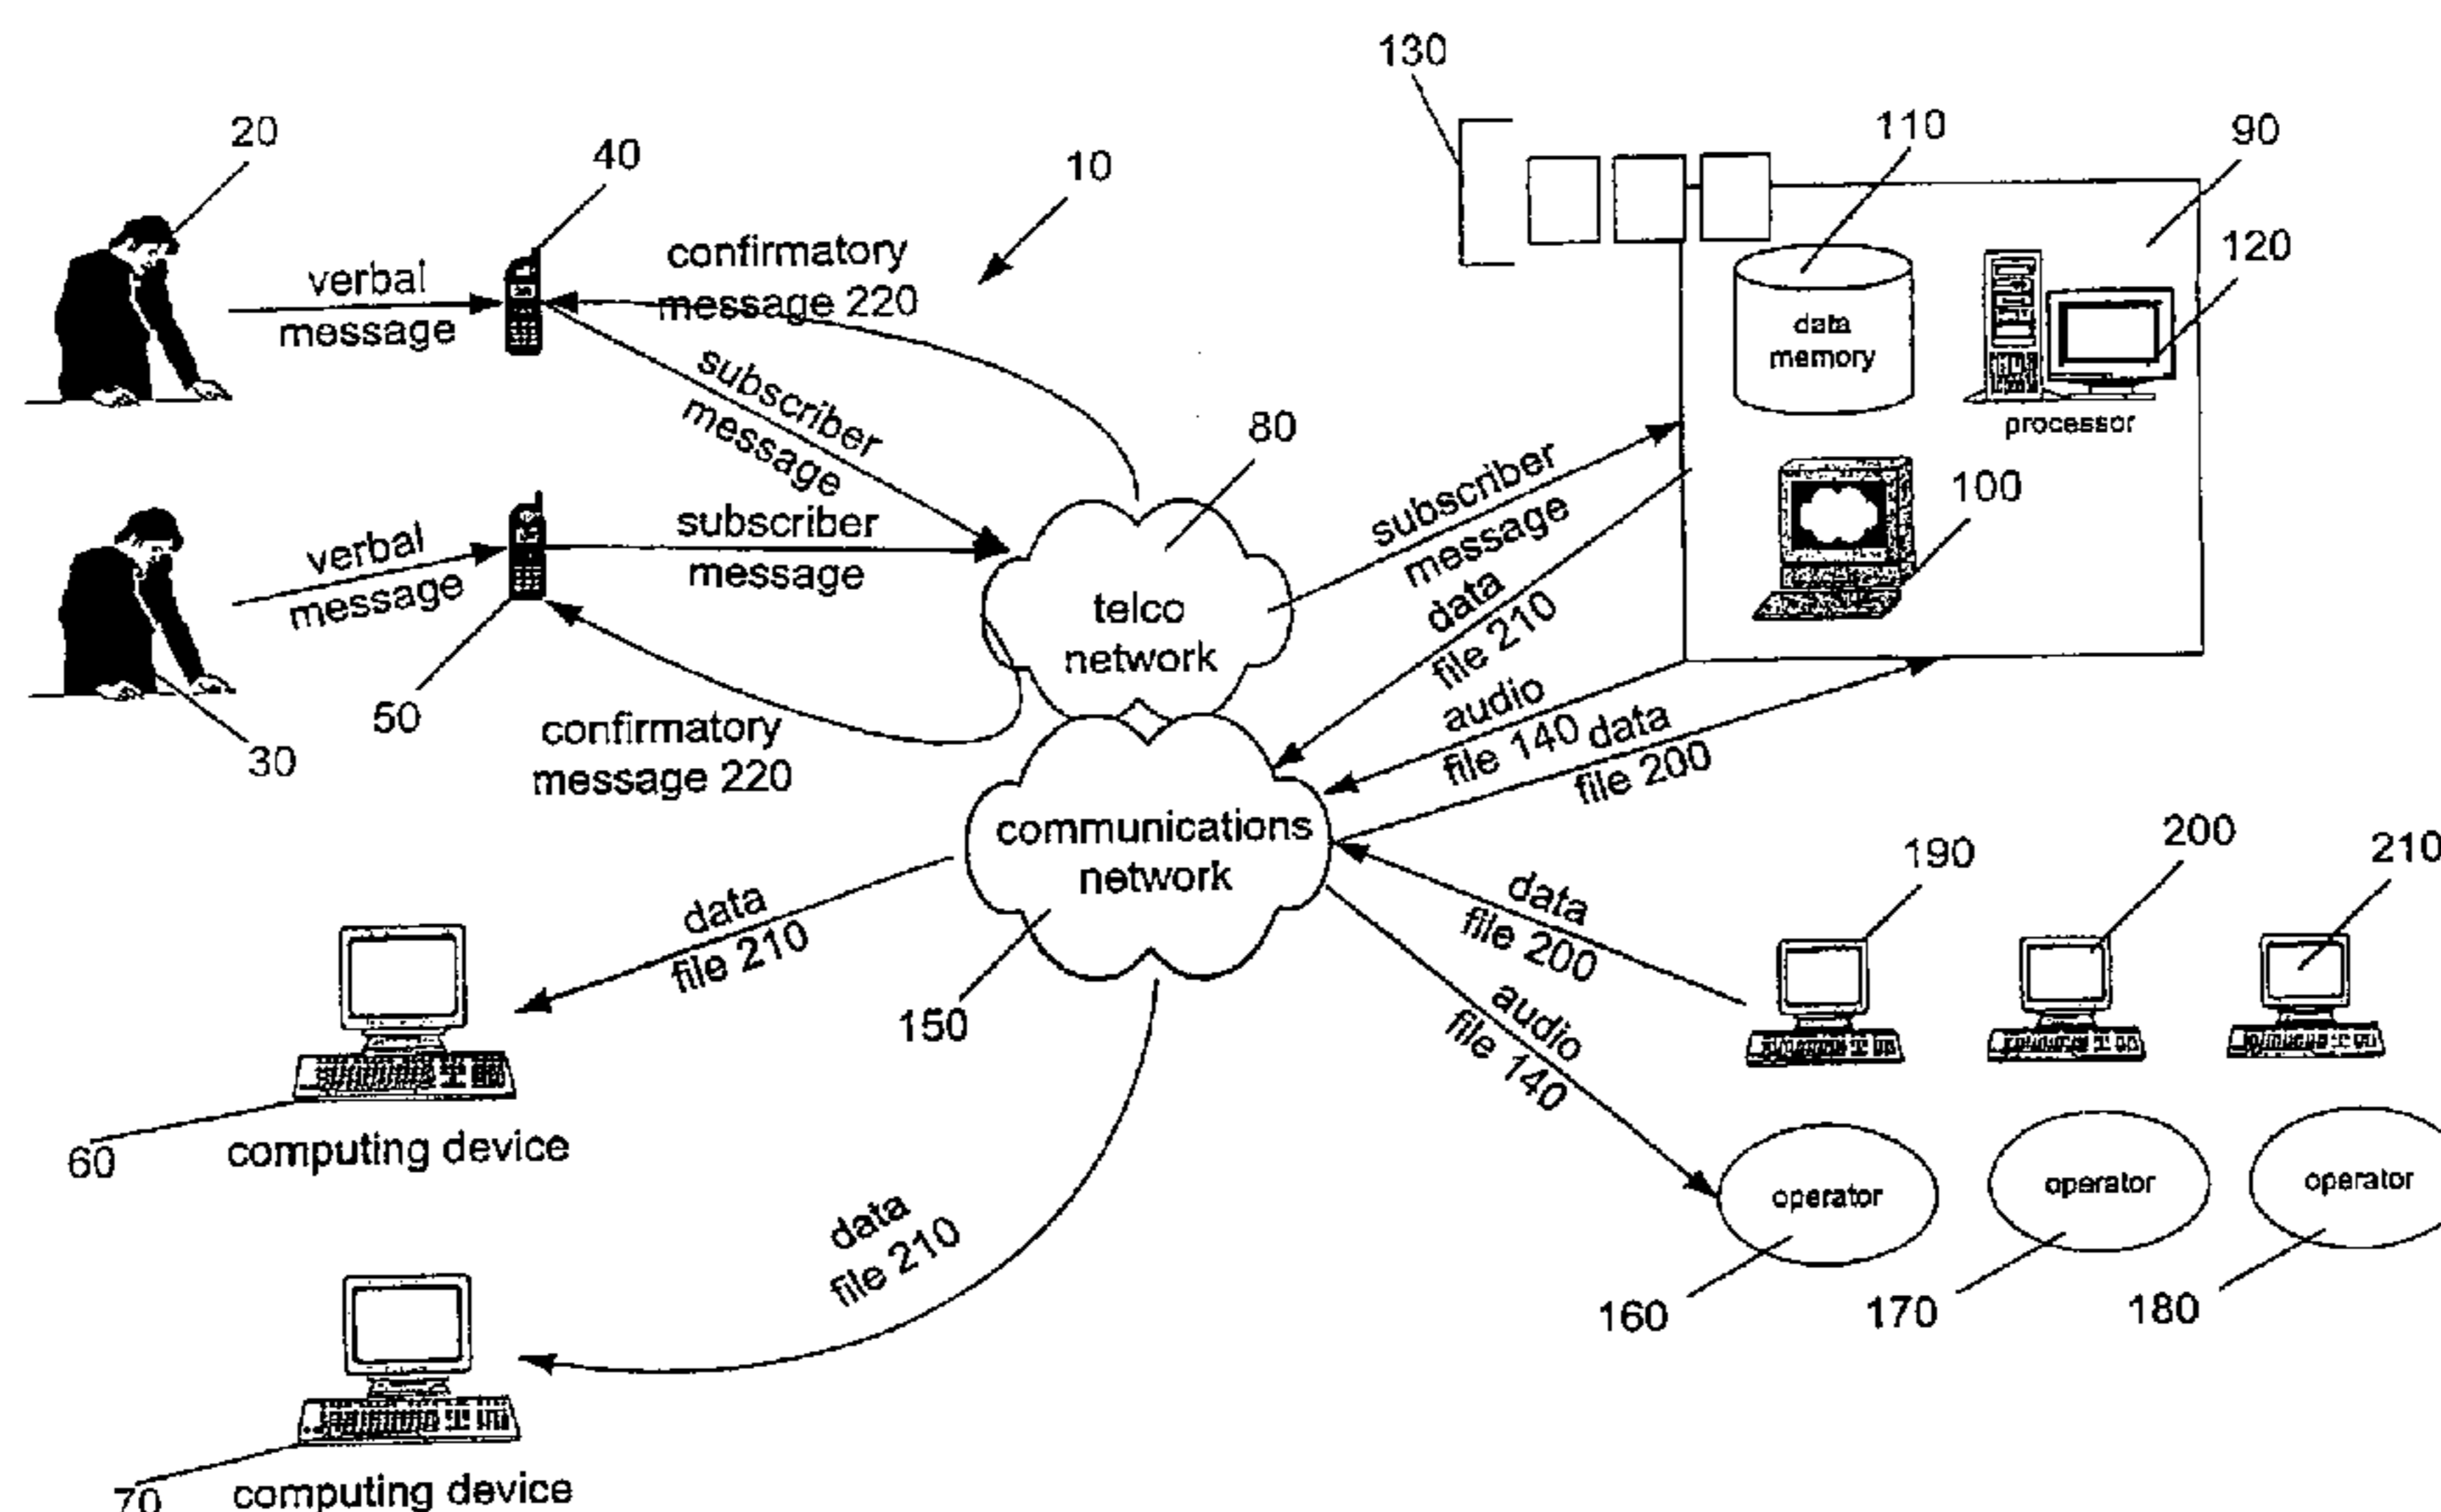 130
20
40
10
110
90
120
verbal
message
confirmatory
message 220
data
memory
processor
subscriber
message
80
100
subscriber
message
verbal
message
subscriber
message
data
file 210
telco
network
50
30
confirmatory
message 220
audio
file 140
data
file 200
communications
network
190
200
210
data
file 200
data
file 210
150
audio
file 140
60
computing device
data
file 210
operator
operator
operator
160
170
180
70
computing device